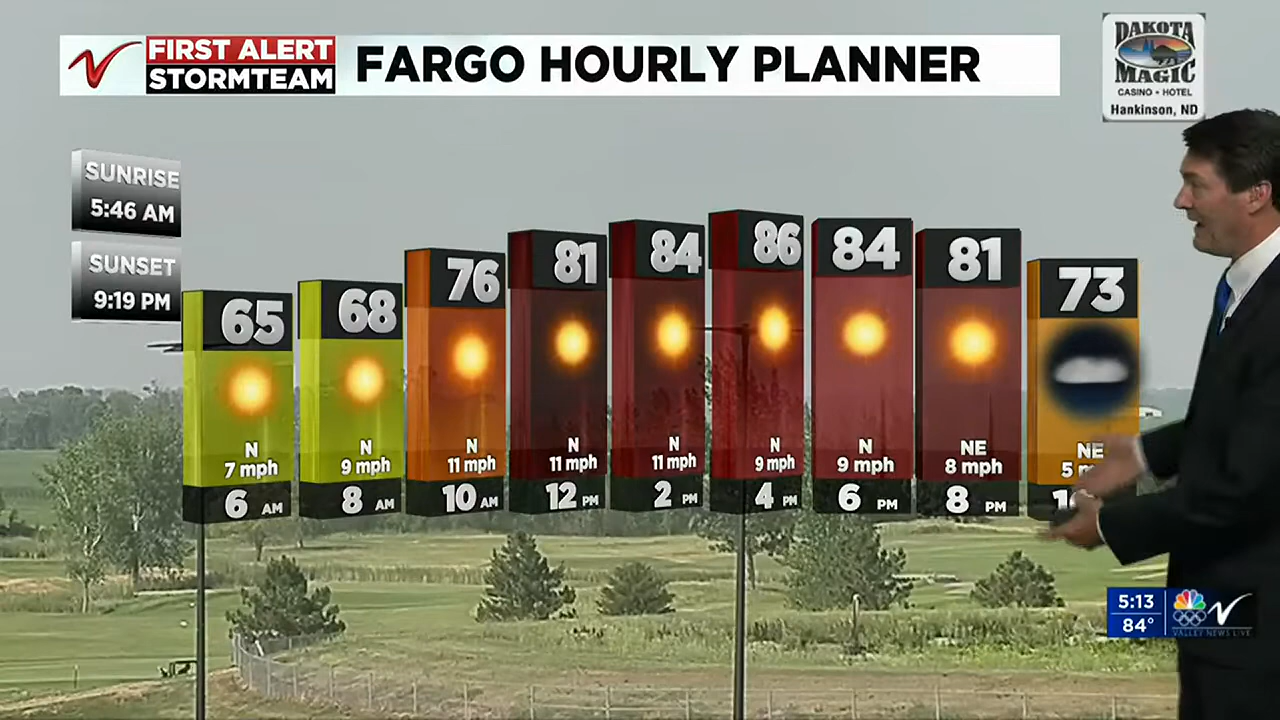 FIRST ALERT
STORMTEAM
FARGO HOURLY PLANNER
DAKOTA
MAGIC
CASINO • HOTEL
Hankinson, ND
SUNRISE
5:46 AM
SUNSET
9:19 PM
65 68 76 81 84 86 84 81 73
N N N N N N N NE NE
7 mph 9 mph 11 mph 11 mph 11 mph 9 mph 9 mph 8 mph 5
6 AM 8 AM 10 AM 12 PM 2 PM 4 PM 6 PM 8 PM
5:13
84°
VALLEY NEWS LIVE